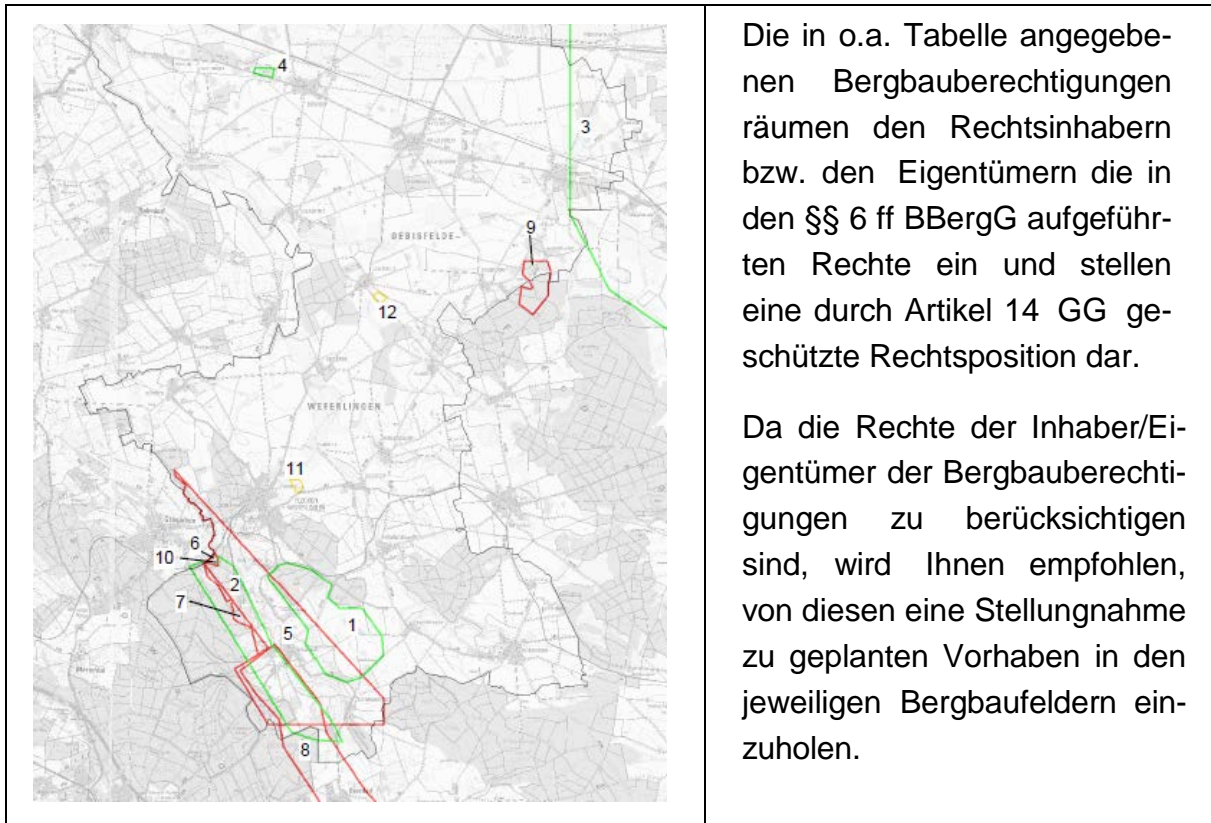 4
3
OEBISFELDE-
9
12
WEFERLINGEN
11
6
10
2
7
5
1
8
Die in o.a. Tabelle angegebe-
nen Bergbauberechtigungen
räumen den Rechtsinhabern
bzw. den Eigentümern die in
den §§ 6 ff BBergG aufgeführ-
ten Rechte ein und stellen
eine durch Artikel 14 GG ge-
schützte Rechtsposition dar.
Da die Rechte der Inhaber/Ei-
gentümer der Bergbauberechti-
gungen zu berücksichtigen
sind, wird Ihnen empfohlen,
von diesen eine Stellungnahme
zu geplanten Vorhaben in den
jeweiligen Bergbaufeldern ein-
zuholen.